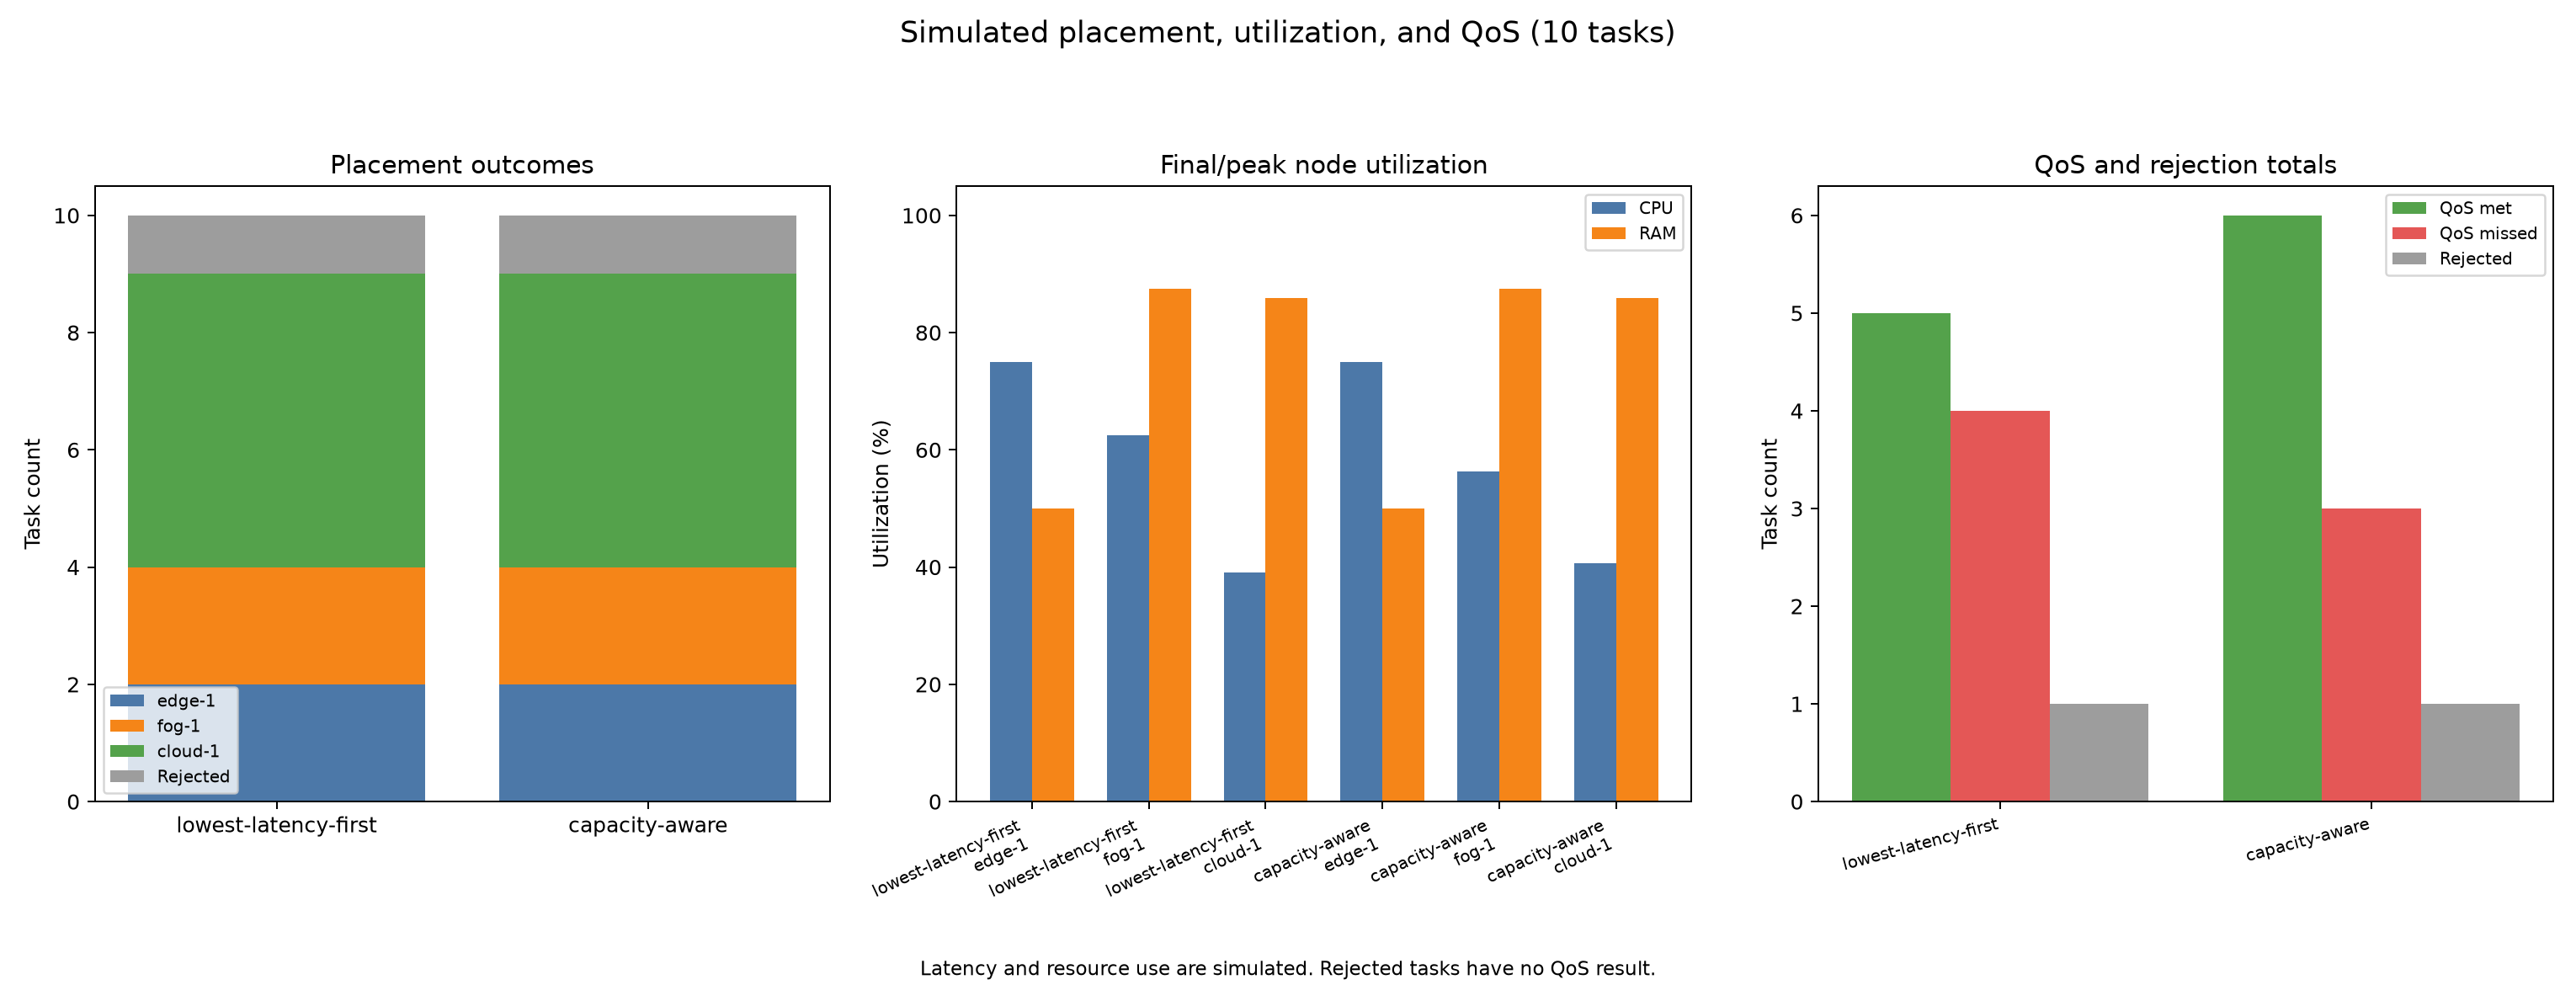 Simulated placement, utilization, and QoS (10 tasks)
Placement outcomes
Task count
10
8
6
4
2
0
edge-1
fog-1
cloud-1
Rejected
lowest-latency-first
capacity-aware
Final/peak node utilization
Utilization (%)
100
80
60
40
20
0
CPU
RAM
lowest-latency-first
edge-1
lowest-latency-first
fog-1
lowest-latency-first
cloud-1
capacity-aware
edge-1
capacity-aware
fog-1
capacity-aware
cloud-1
QoS and rejection totals
Task count
6
5
4
3
2
1
0
QoS met
QoS missed
Rejected
lowest-latency-first
capacity-aware
Latency and resource use are simulated. Rejected tasks have no QoS result.